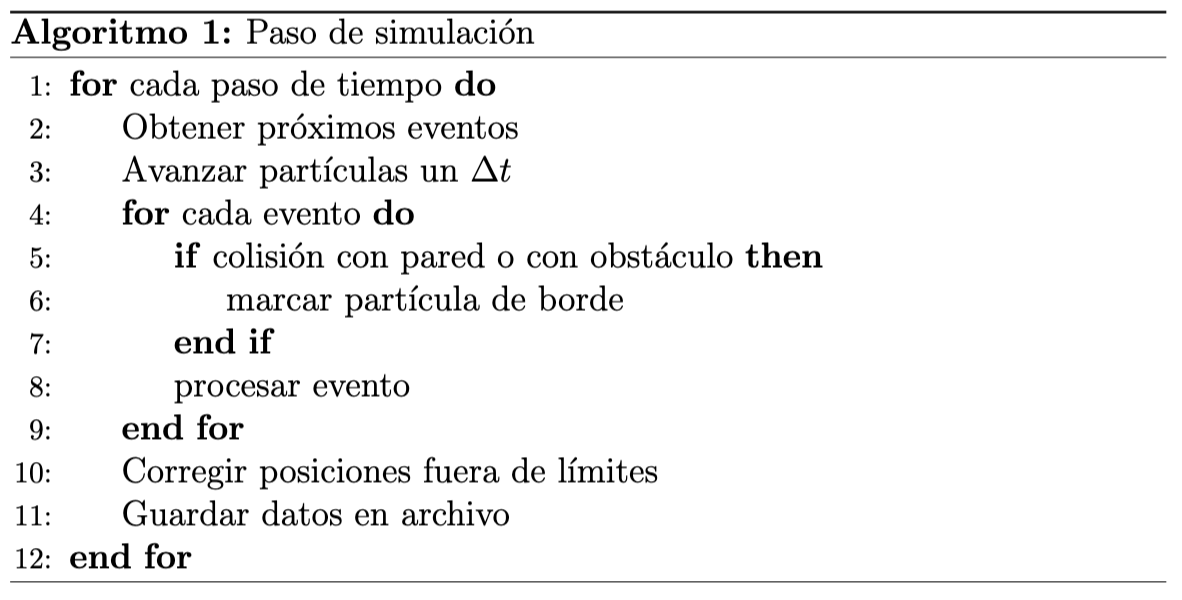 Algoritmo 1: Paso de simulación
1: for cada paso de tiempo do
2: Obtener próximos eventos
3: Avanzar partículas un Δt
4: for cada evento do
5: if colisión con pared o con obstáculo then
6: marcar partícula de borde
7: end if
8: procesar evento
9: end for
10: Corregir posiciones fuera de límites
11: Guardar datos en archivo
12: end for